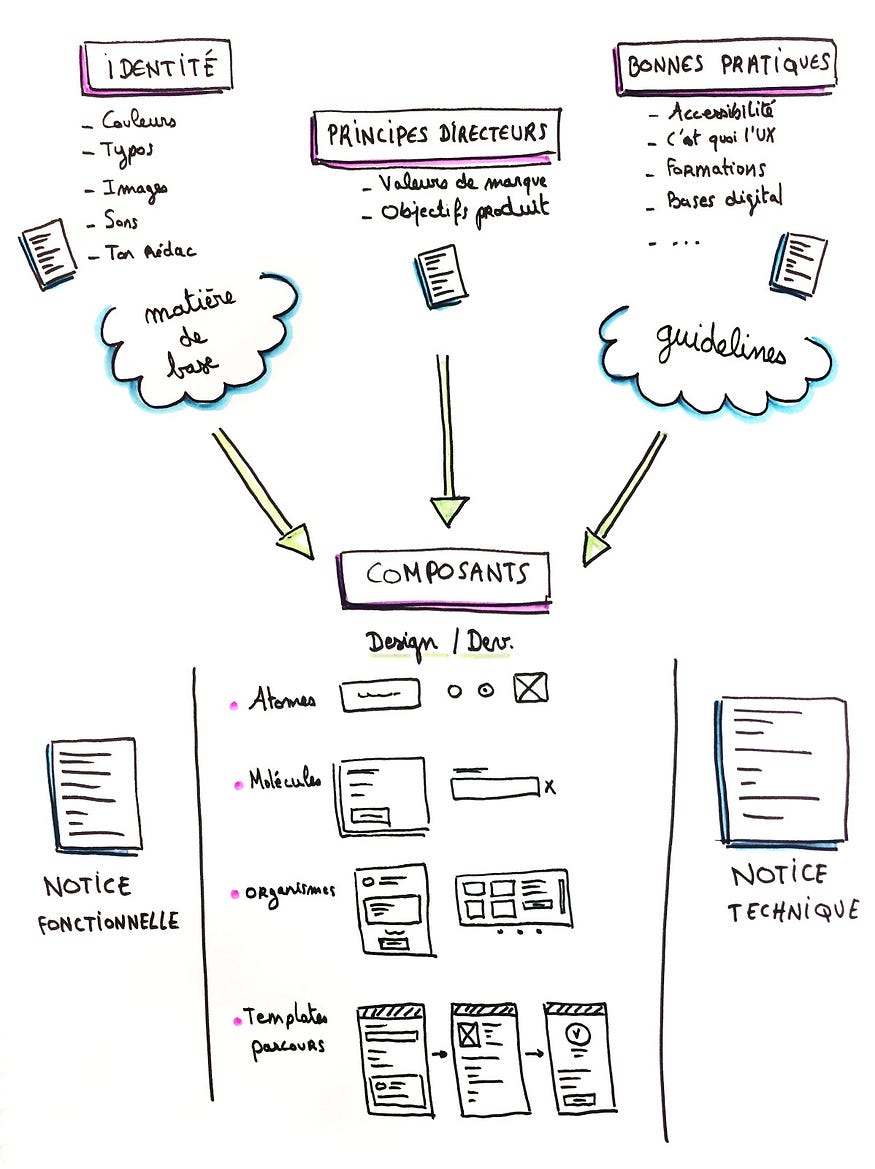 IDENTITÉ
- Couleurs
- Typos
- Images
- Sons
- Ton Rédac
matière
de
base
PRINCIPES DIRECTEURS
- Valeurs de marque
- Objectifs produit
BONNES PRATIQUES
- Accessibilité
- C'est quoi l'UX
- Formations
- Bases digital
- ...
guidelines
COMPOSANTS
Design / Dev.
• Atomes
• Molécules
• Organismes
• Templates
parcours
NOTICE
FONCTIONNELLE
NOTICE
TECHNIQUE